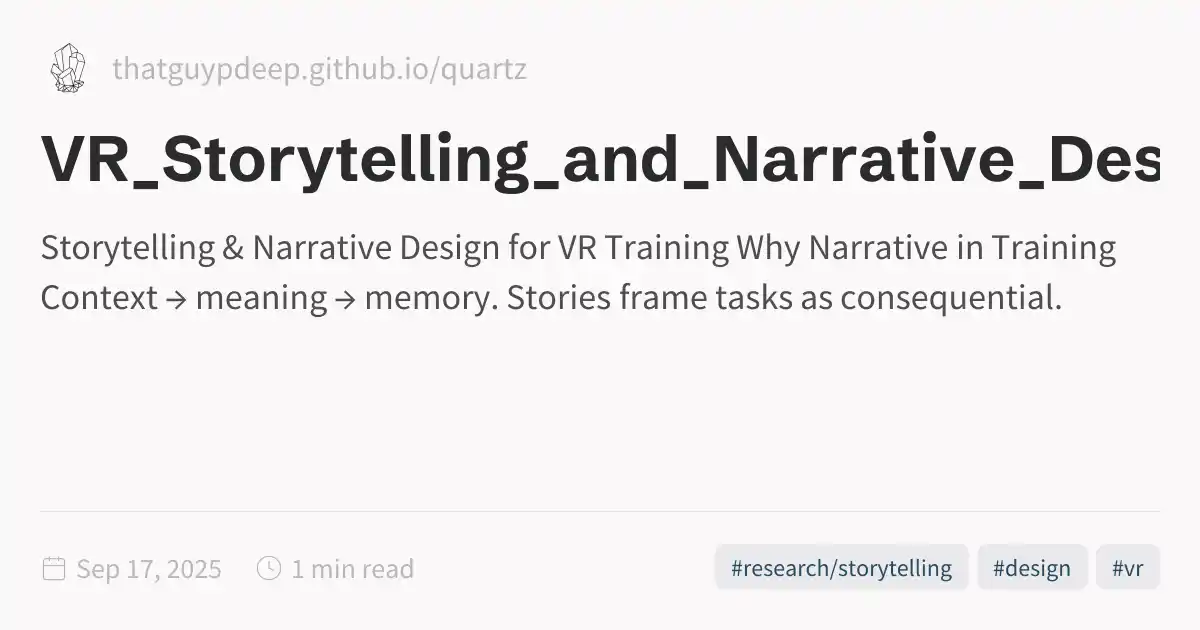 thatguypdeep.github.io/quartz
VR_Storytelling_and_Narrative_Des
Storytelling & Narrative Design for VR Training Why Narrative in Training
Context → meaning → memory. Stories frame tasks as consequential.
Sep 17, 2025 1 min read #research/storytelling #design #vr